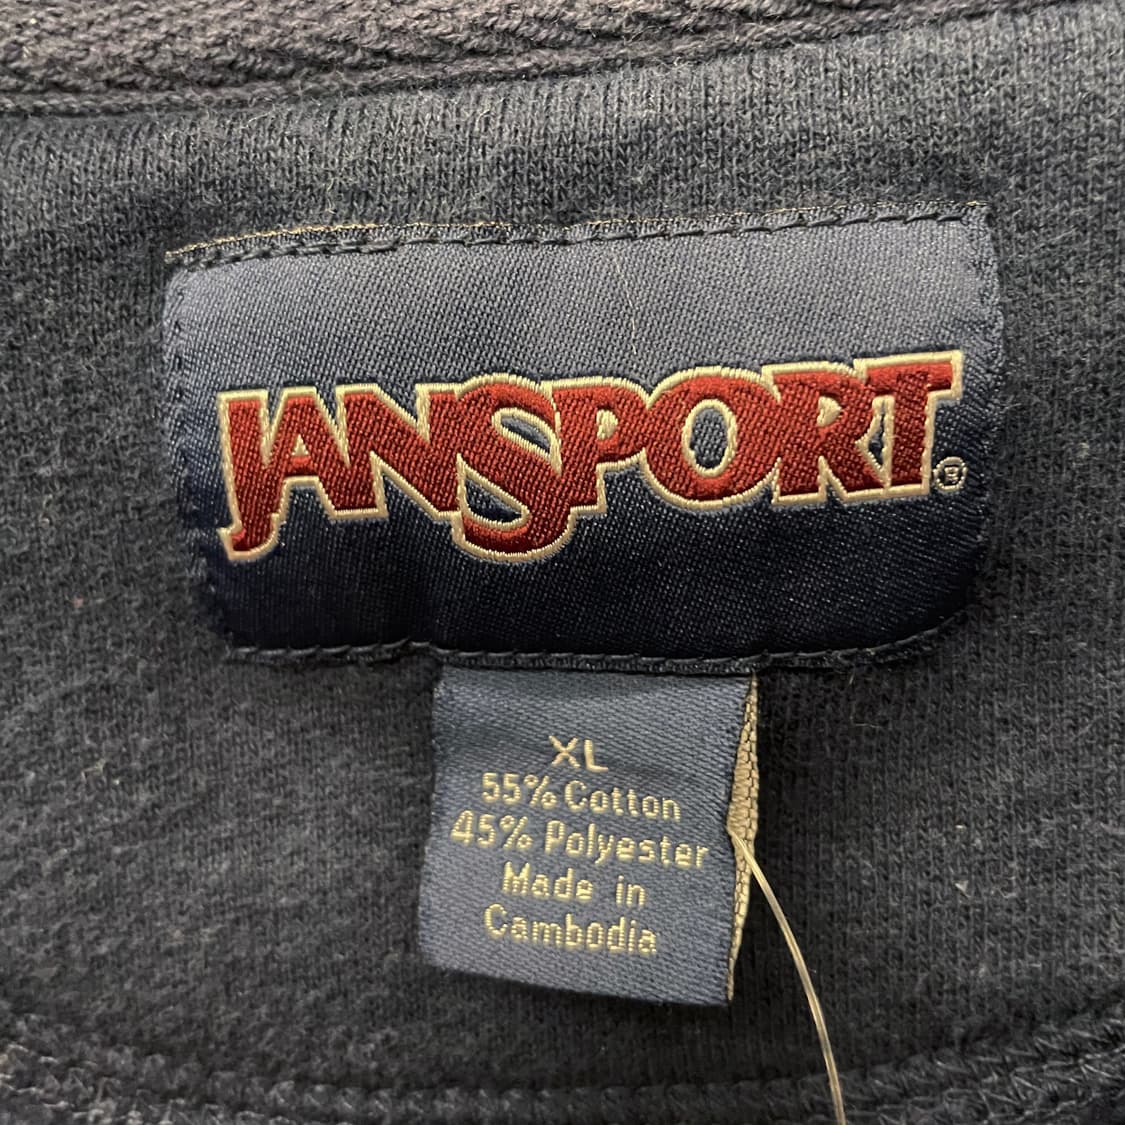 JANSPORT®
XL
55% Cotton
45% Polyester
Made in
Cambodia